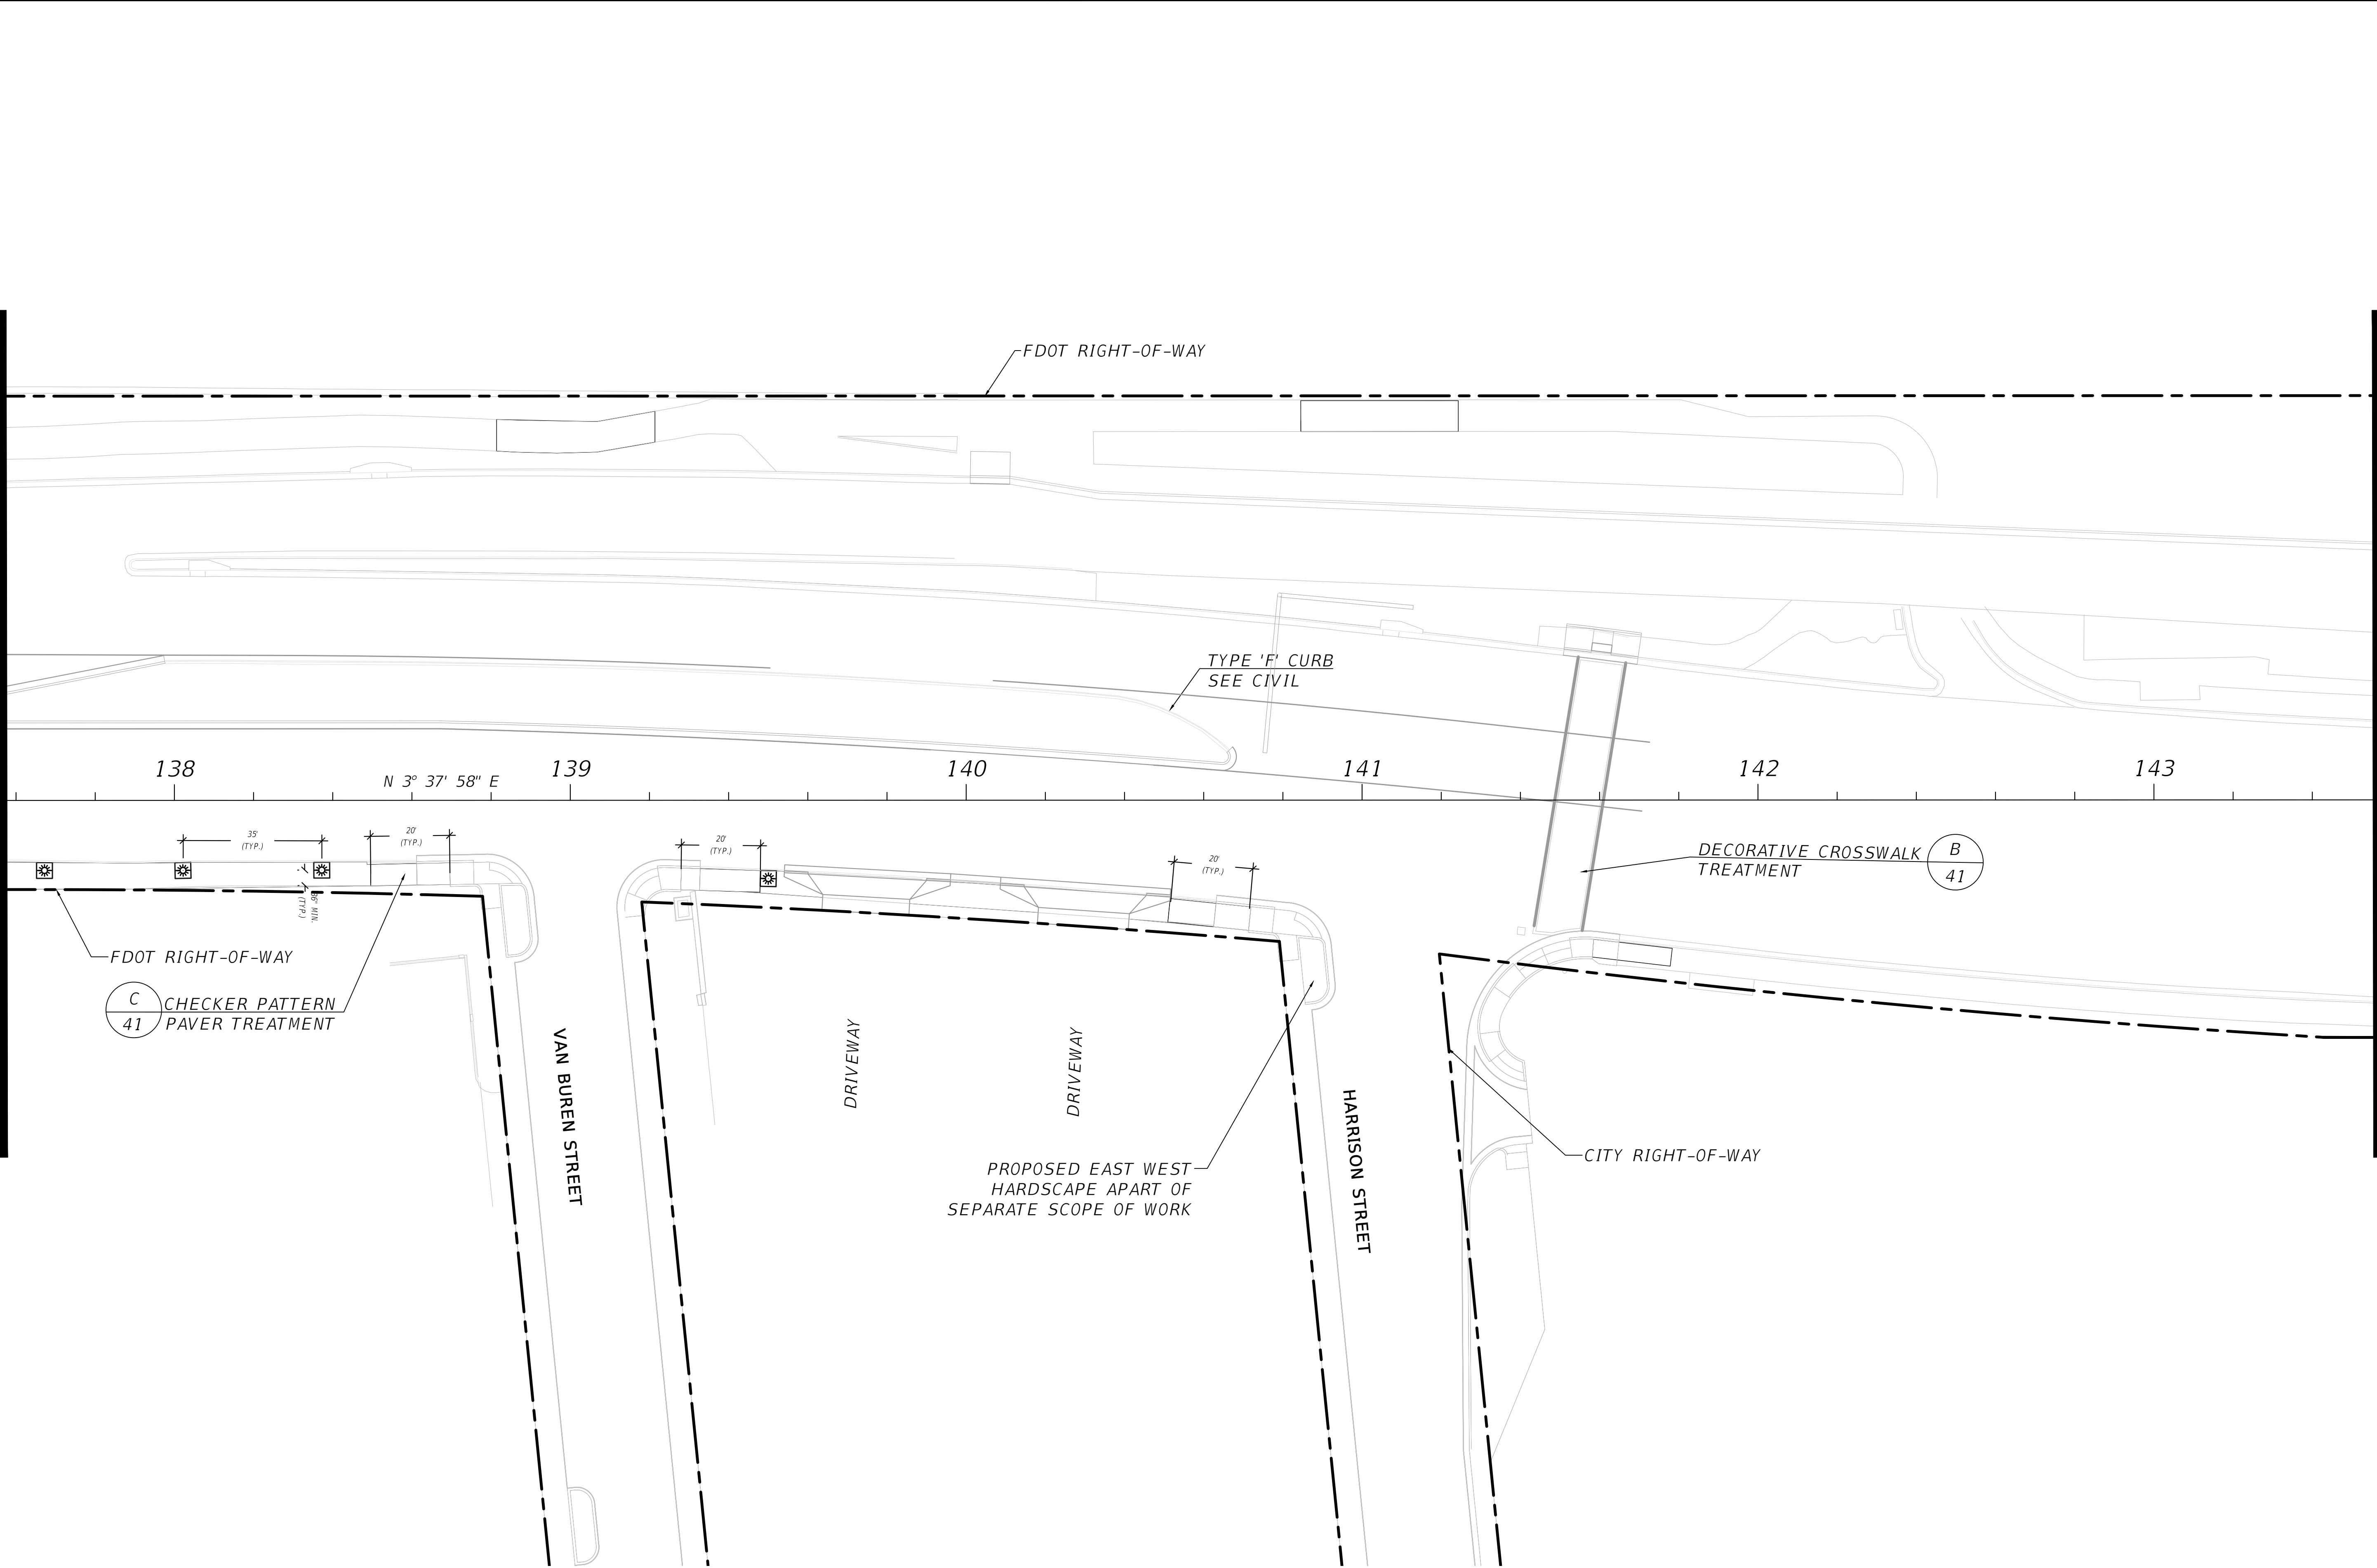 FDOT RIGHT-OF-WAY
TYPE 'F' CURB
SEE CIVIL
138
139
140
141
142
143
N 3° 37' 58" E
35'
(TYP.)
20'
(TYP.)
20'
(TYP.)
20'
(TYP.)
36" MIN.
(TYP.)
DECORATIVE CROSSWALK
TREATMENT
B
41
FDOT RIGHT-OF-WAY
C
41
CHECKER PATTERN
PAVER TREATMENT
VAN BUREN STREET
DRIVEWAY
DRIVEWAY
HARRISON STREET
PROPOSED EAST WEST
HARDSCAPE APART OF
SEPARATE SCOPE OF WORK
CITY RIGHT-OF-WAY